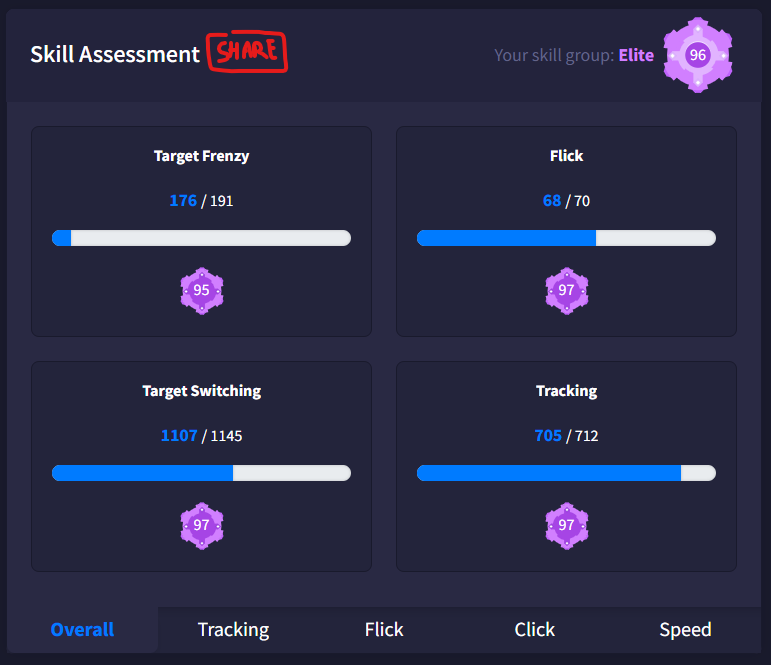 Skill Assessment SHARE
Your skill group: Elite 96
Target Frenzy
176 / 191
95
Flick
68 / 70
97
Target Switching
1107 / 1145
97
Tracking
705 / 712
97
Overall Tracking Flick Click Speed